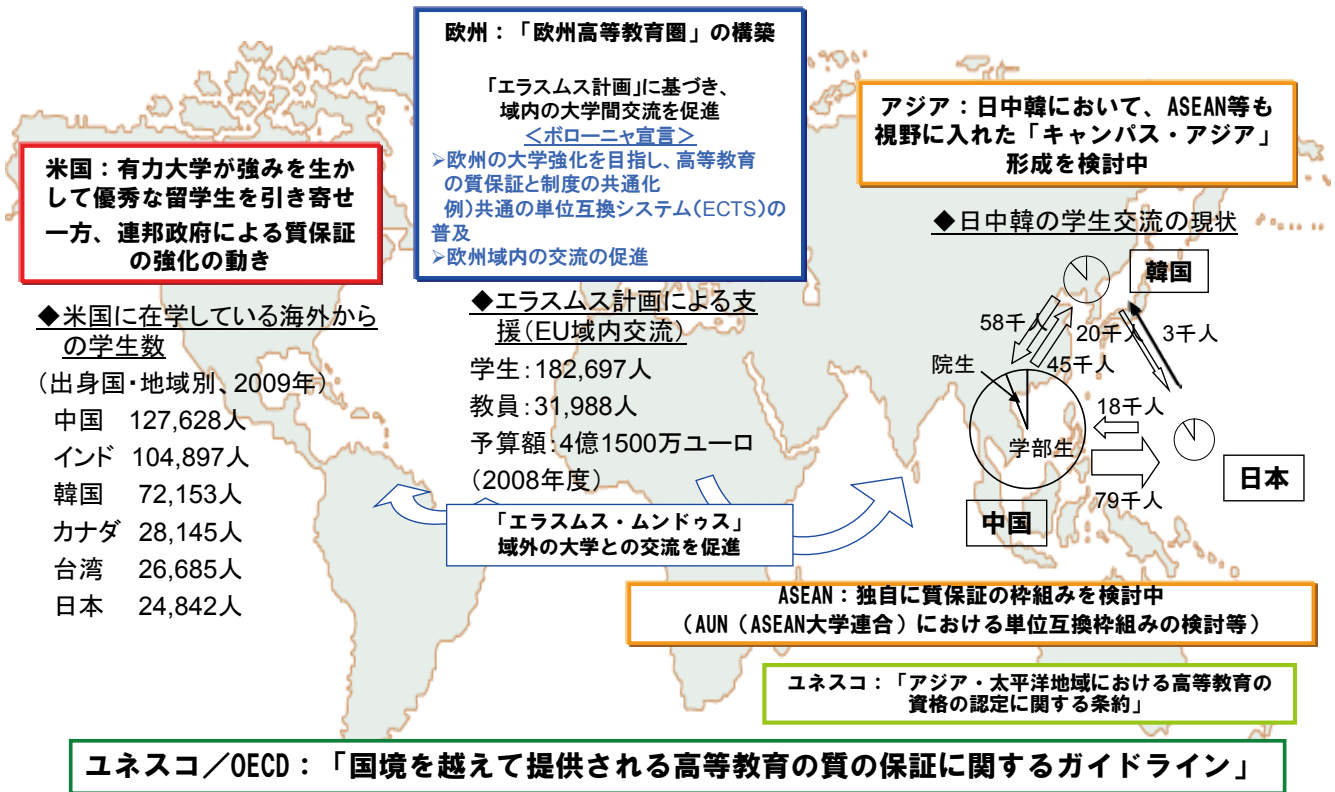 欧州：「欧州高等教育圏」の構築
「エラスムス計画」に基づき、
域内の大学間交流を促進
＜ボローニャ宣言＞
➢欧州の大学強化を目指し、高等教育
の質保証と制度の共通化
例）共通の単位互換システム（ECTS）の
普及
➢欧州域内の交流の促進
米国：有力大学が強みを生か
して優秀な留学生を引き寄せ
一方、連邦政府による質保証
の強化の動き
◆米国に在学している海外から
の学生数
（出身国・地域別、2009年）
中国 127,628人
インド 104,897人
韓国 72,153人
カナダ 28,145人
台湾 26,685人
日本 24,842人
◆エラスムス計画による支
援（EU域内交流）
学生：182,697人
教員：31,988人
予算額：4億1500万ユーロ
（2008年度）
「エラスムス・ムンドゥス」
域外の大学との交流を促進
アジア：日中韓において、ASEAN等も
視野に入れた「キャンパス・アジア」
形成を検討中
◆日中韓の学生交流の現状
韓国
58千人
20千人
3千人
院生
45千人
18千人
学部生
日本
79千人
中国
ASEAN：独自に質保証の枠組みを検討中
（AUN（ASEAN大学連合）における単位互換枠組みの検討等）
ユネスコ：「アジア・太平洋地域における高等教育の
資格の認定に関する条約」
ユネスコ／OECD：「国境を越えて提供される高等教育の質の保証に関するガイドライン」